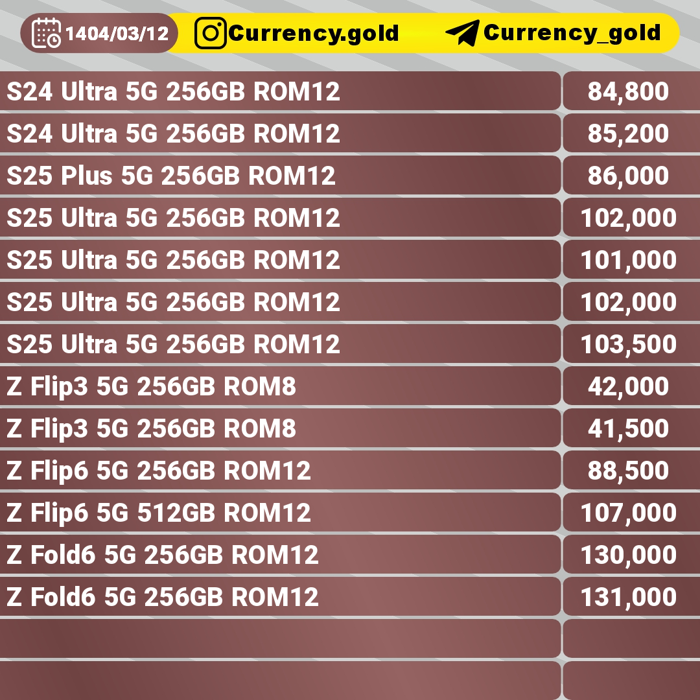 1404/03/12 Currency.gold Currency_gold
S24 Ultra 5G 256GB ROM12 84,800
S24 Ultra 5G 256GB ROM12 85,200
S25 Plus 5G 256GB ROM12 86,000
S25 Ultra 5G 256GB ROM12 102,000
S25 Ultra 5G 256GB ROM12 101,000
S25 Ultra 5G 256GB ROM12 102,000
S25 Ultra 5G 256GB ROM12 103,500
Z Flip3 5G 256GB ROM8 42,000
Z Flip3 5G 256GB ROM8 41,500
Z Flip6 5G 256GB ROM12 88,500
Z Flip6 5G 512GB ROM12 107,000
Z Fold6 5G 256GB ROM12 130,000
Z Fold6 5G 256GB ROM12 131,000